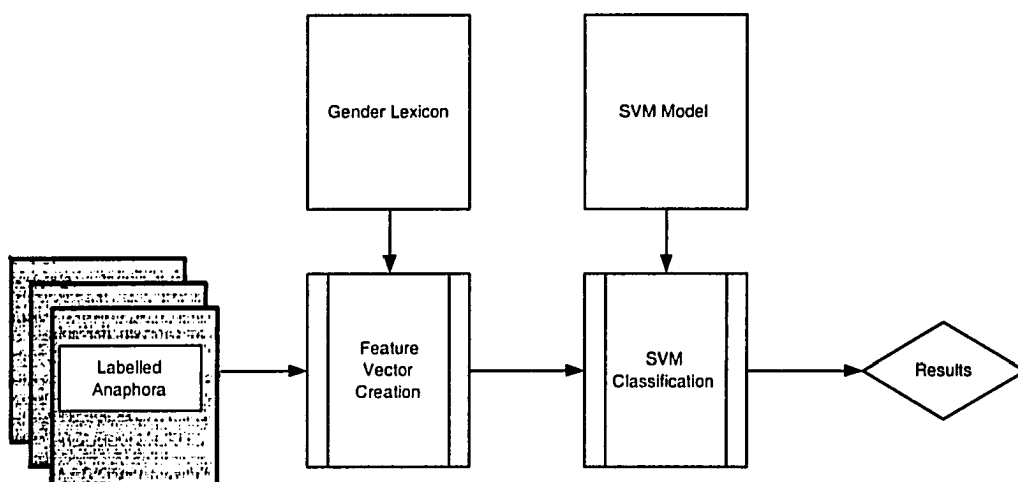 Gender Lexicon
SVM Model
Labelled
Anaphora
Feature
Vector
Creation
SVM
Classification
Results